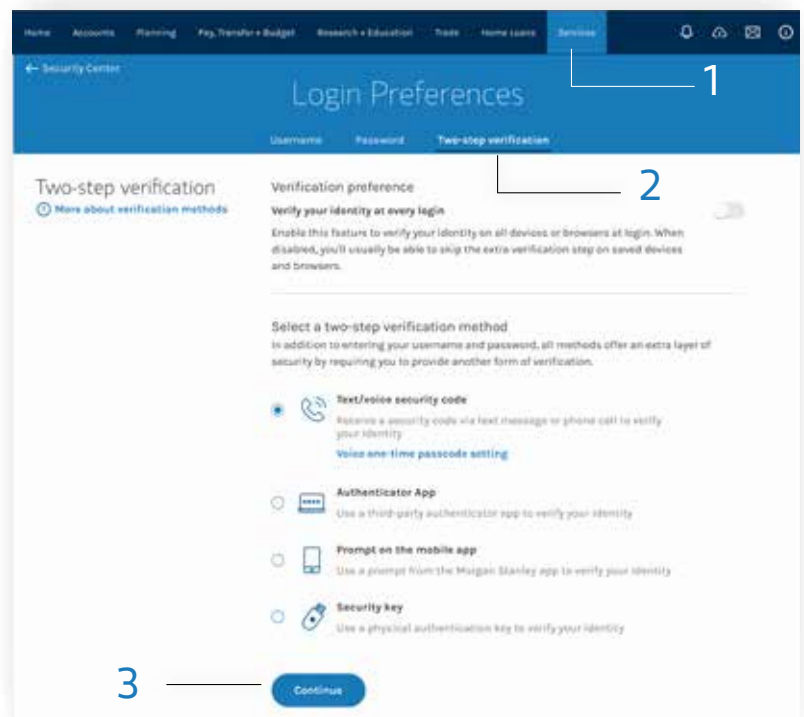 Home Accounts Planning Pay, Transfer + Budget Research + Education Trade Home Loans Services
1
← Security Center
Login Preferences
Username Password Two-step verification
2
Two-step verification
More about verification methods
Verification preference
Verify your identity at every login
Enable this feature to verify your identity on all devices or browsers at login. When
disabled, you'll usually be able to skip the extra verification step on saved devices
and browsers.
Select a two-step verification method
In addition to entering your username and password, all methods offer an extra layer of
security by requiring you to provide another form of verification.
Text/voice security code
Receive a security code via text message or phone call to verify
your identity
Voice one-time passcode setting
Authenticator App
Use a third-party authenticator app to verify your identity
Prompt on the mobile app
Use a prompt from the Morgan Stanley app to verify your identity
Security key
Use a physical authentication key to verify your identity
3
Continue